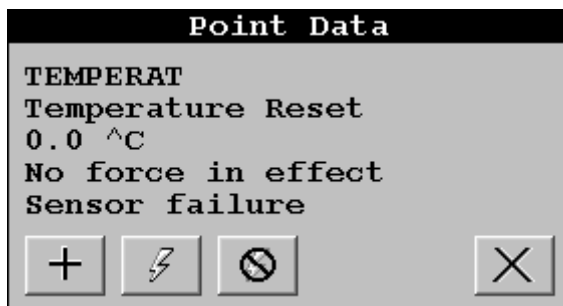 Point Data
TEMPERAT
Temperature Reset
0.0 ^C
No force in effect
Sensor failure